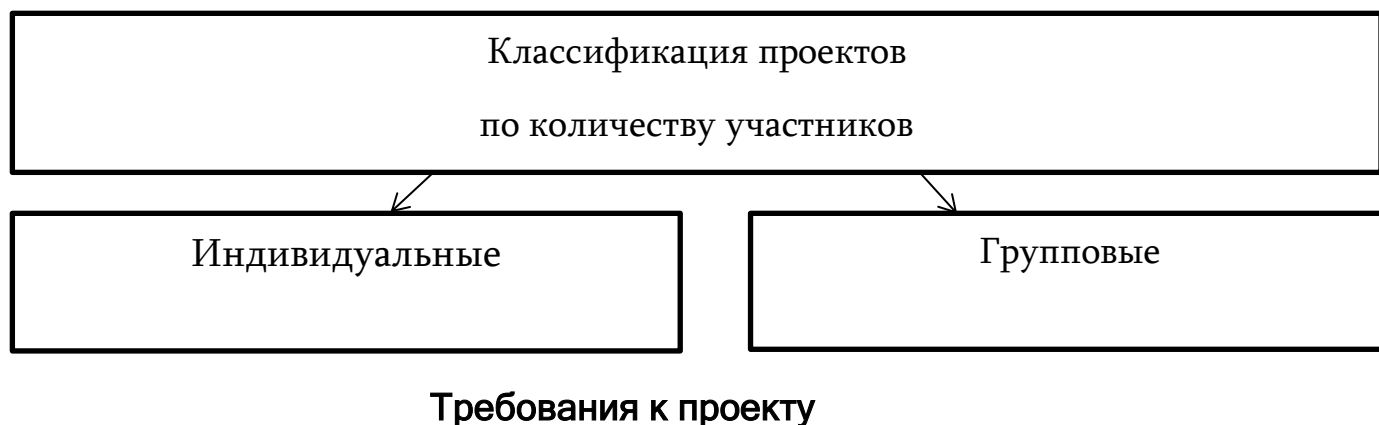 Классификация проектов
по количеству участников
Индивидуальные
Групповые
Требования к проекту